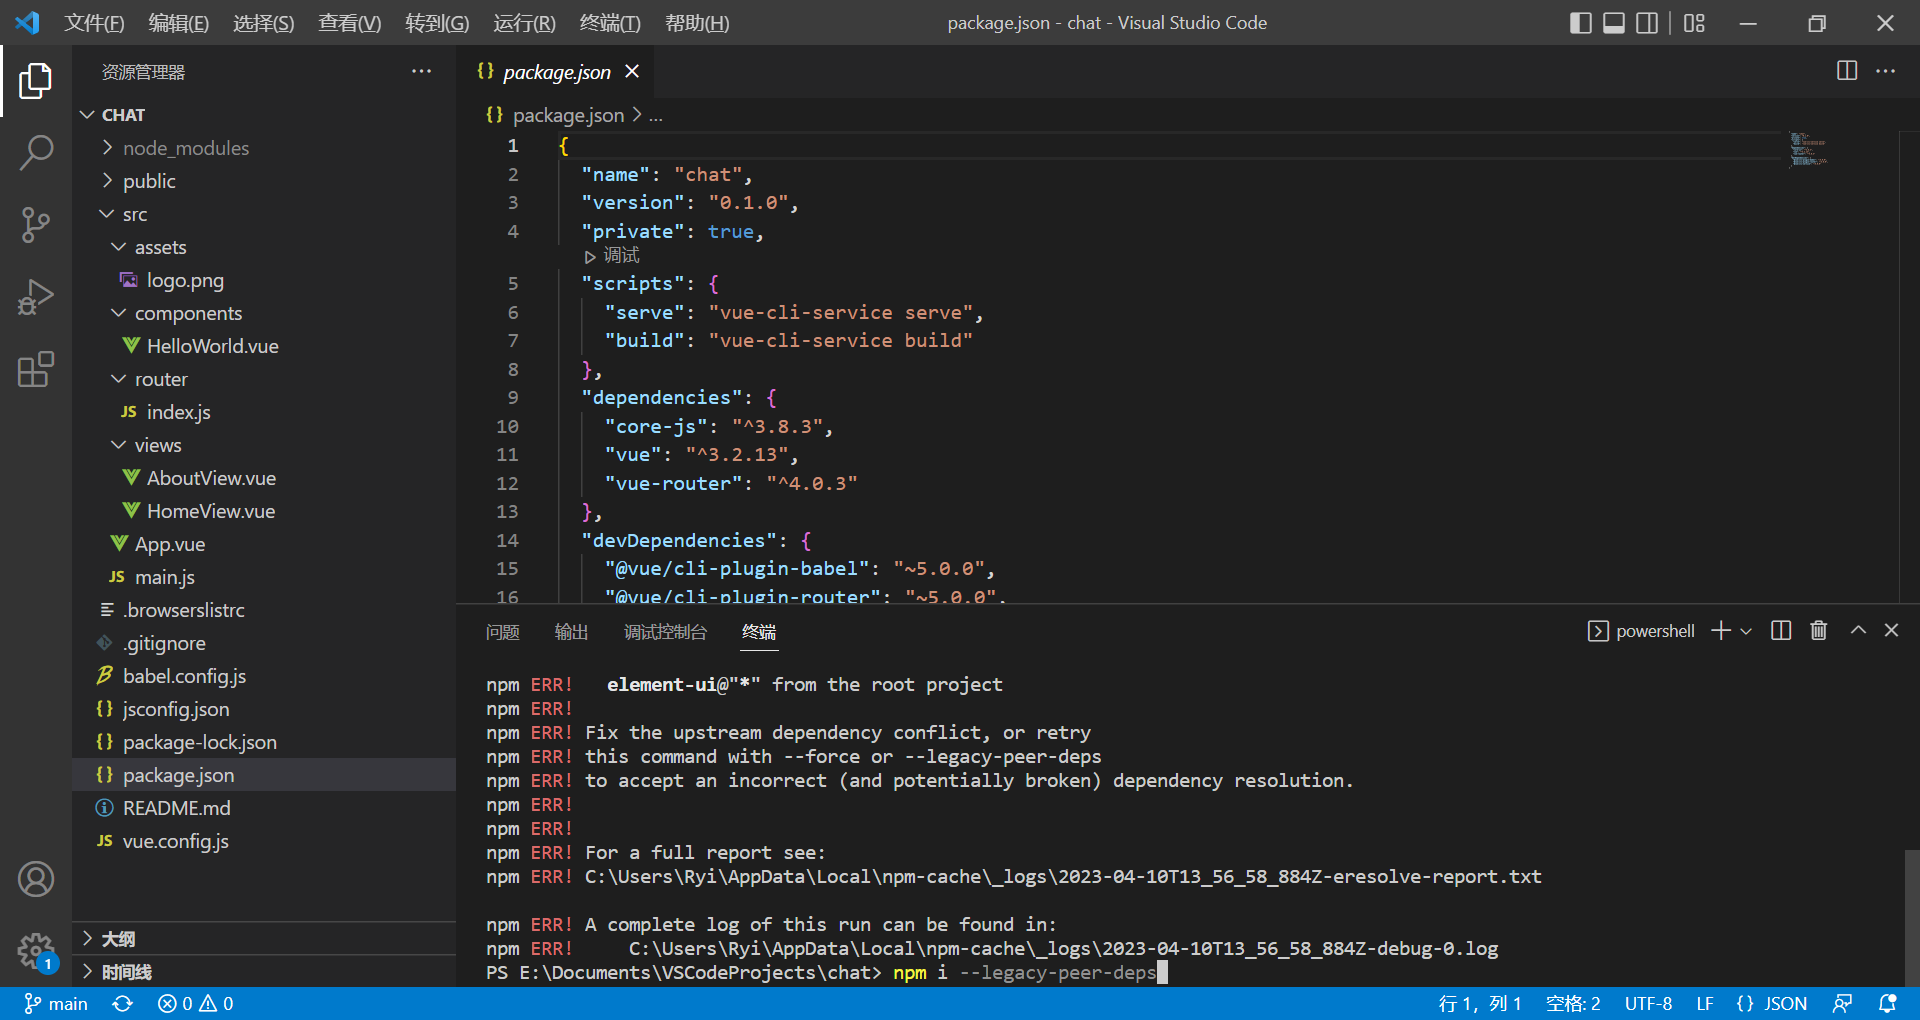 文件(F) 编辑(E) 选择(S) 查看(V) 转到(G) 运行(R) 终端(T) 帮助(H) package.json - chat - Visual Studio Code
资源管理器
CHAT
node_modules
public
src
assets
logo.png
components
HelloWorld.vue
router
JS index.js
views
AboutView.vue
HomeView.vue
App.vue
JS main.js
.browserslistrc
.gitignore
babel.config.js
{} jsconfig.json
{} package-lock.json
{} package.json
README.md
JS vue.config.js
大纲
时间线
{} package.json
{} package.json > ...
1 {
2 "name": "chat",
3 "version": "0.1.0",
4 "private": true,
调试
5 "scripts": {
6 "serve": "vue-cli-service serve",
7 "build": "vue-cli-service build"
8 },
9 "dependencies": {
10 "core-js": "^3.8.3",
11 "vue": "^3.2.13",
12 "vue-router": "^4.0.3"
13 },
14 "devDependencies": {
15 "@vue/cli-plugin-babel": "~5.0.0",
16 "@vue/cli-plugin-router": "~5.0.0",
问题 输出 调试控制台 终端 powershell
npm ERR! element-ui@"*" from the root project
npm ERR!
npm ERR! Fix the upstream dependency conflict, or retry
npm ERR! this command with --force or --legacy-peer-deps
npm ERR! to accept an incorrect (and potentially broken) dependency resolution.
npm ERR!
npm ERR!
npm ERR! For a full report see:
npm ERR! C:\Users\Ryi\AppData\Local\npm-cache\_logs\2023-04-10T13_56_58_884Z-eresolve-report.txt
npm ERR! A complete log of this run can be found in:
npm ERR! C:\Users\Ryi\AppData\Local\npm-cache\_logs\2023-04-10T13_56_58_884Z-debug-0.log
PS E:\Documents\VSCodeProjects\chat> npm i --legacy-peer-deps
1
main 0 0 行 1，列 1 空格: 2 UTF-8 LF {} JSON